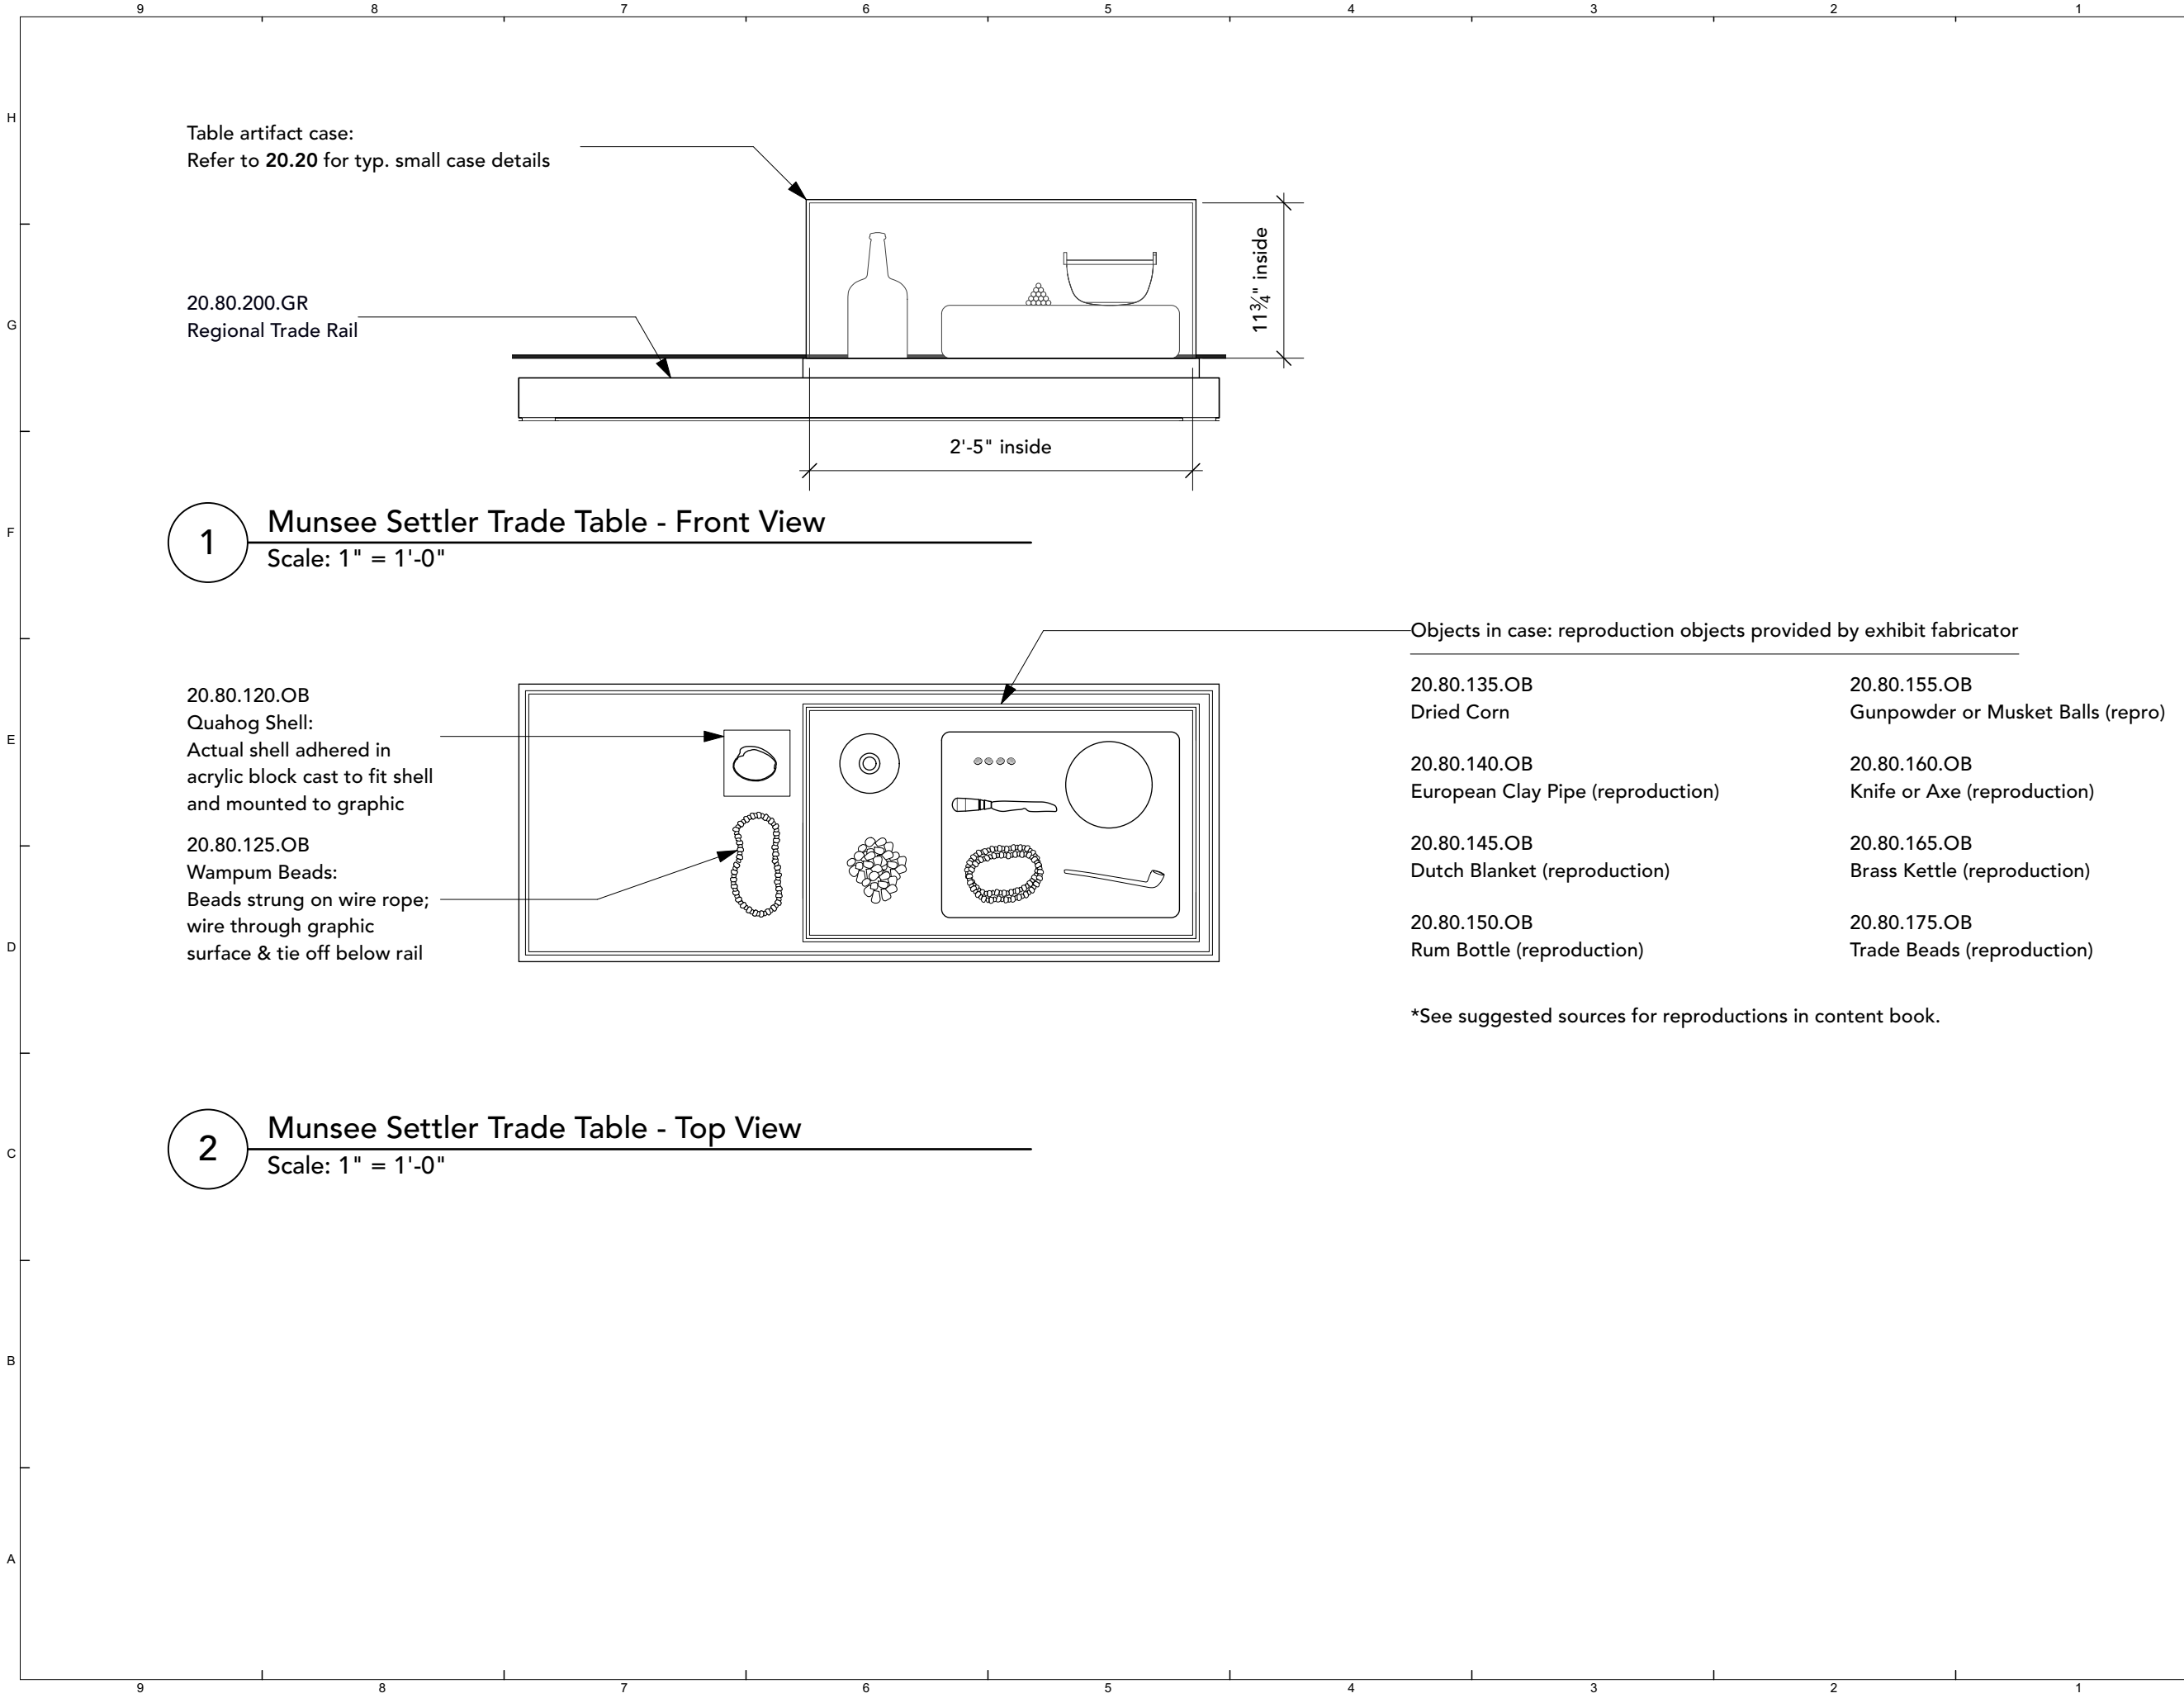 9 8 7 6 5 4 3 2 1
H
Table artifact case:
Refer to 20.20 for typ. small case details
11¾" inside
20.80.200.GR
G
Regional Trade Rail
2'-5" inside
F
1
Munsee Settler Trade Table - Front View
Scale: 1" = 1'-0"
Objects in case: reproduction objects provided by exhibit fabricator
20.80.120.OB
Quahog Shell:
Actual shell adhered in
acrylic block cast to fit shell
and mounted to graphic
E
20.80.125.OB
Wampum Beads:
Beads strung on wire rope;
wire through graphic
surface & tie off below rail
D
20.80.135.OB
Dried Corn
20.80.140.OB
European Clay Pipe (reproduction)
20.80.145.OB
Dutch Blanket (reproduction)
20.80.150.OB
Rum Bottle (reproduction)
20.80.155.OB
Gunpowder or Musket Balls (repro)
20.80.160.OB
Knife or Axe (reproduction)
20.80.165.OB
Brass Kettle (reproduction)
20.80.175.OB
Trade Beads (reproduction)
*See suggested sources for reproductions in content book.
2
Munsee Settler Trade Table - Top View
C
Scale: 1" = 1'-0"
B
A
9 8 7 6 5 4 3 2 1